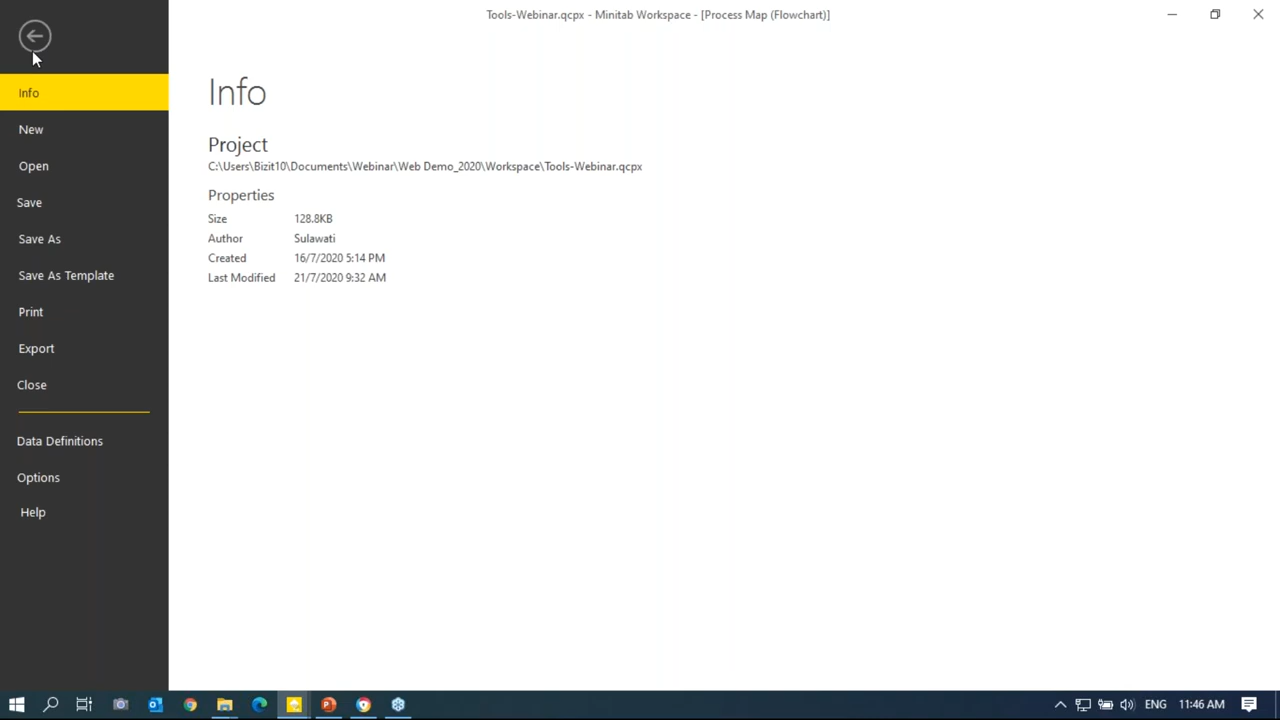 Tools-Webinar.qcpx - Minitab Workspace - [Process Map (Flowchart)]
Info
New
Open
Save
Save As
Save As Template
Print
Export
Close
Data Definitions
Options
Help
Info
Project
C:\Users\Bizit10\Documents\Webinar\Web Demo_2020\Workspace\Tools-Webinar.qcpx
Properties
Size 128.8KB
Author Sulawati
Created 16/7/2020 5:14 PM
Last Modified 21/7/2020 9:32 AM
ENG 11:46 AM